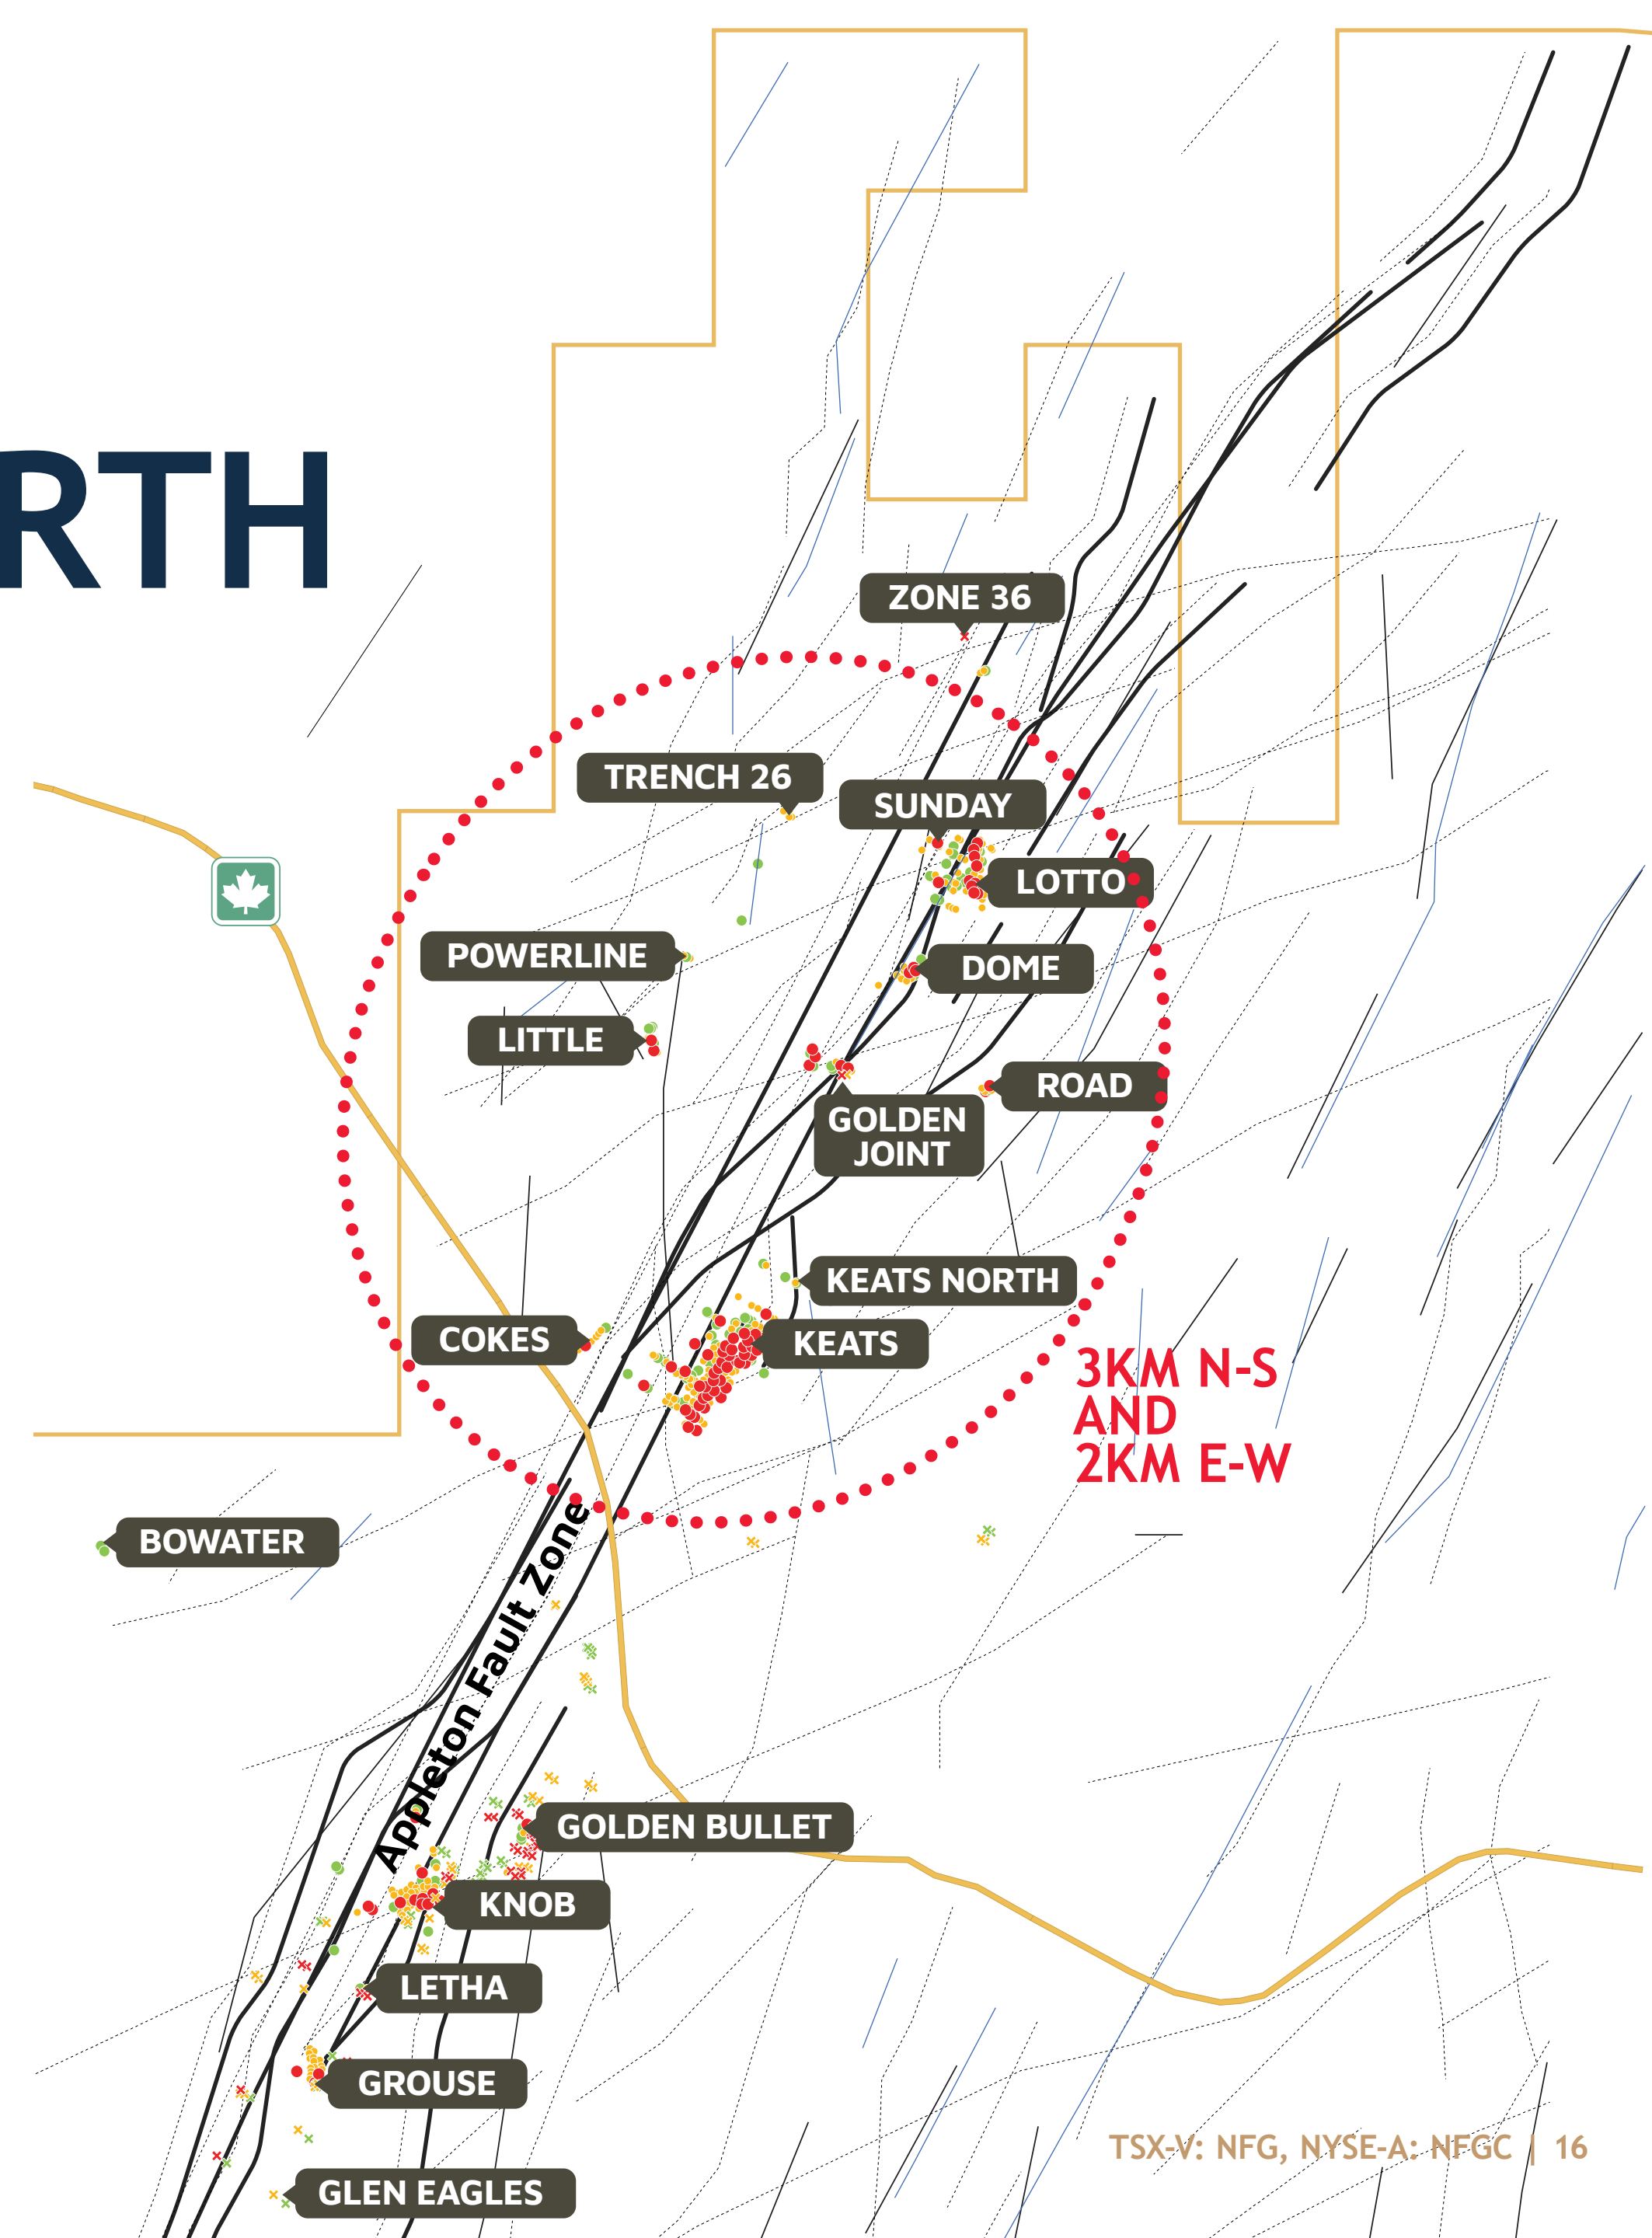 RTH
ZONE 36
TRENCH 26
SUNDAY
LOTTO
POWERLINE
DOME
LITTLE
ROAD
GOLDEN
JOINT
KEATS NORTH
COKES
KEATS
3KM N-S
AND
2KM E-W
BOWATER
Appleton Fault Zone
GOLDEN BULLET
KNOB
LETHA
GROUSE
TSX-V: NFG, NYSE-A: NFGC | 16
GLEN EAGLES